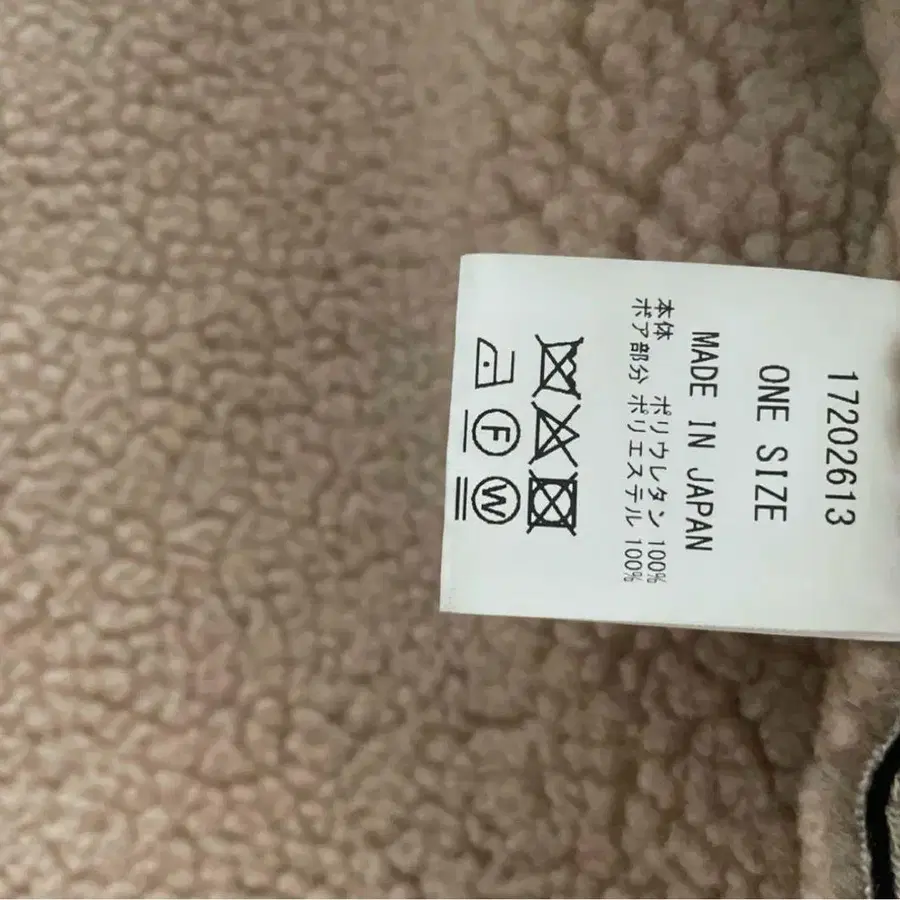 17202613
ONE SIZE
MADE IN JAPAN
本体 ポリウレタン 100%
ボア部分 ポリエステル 100%
F W